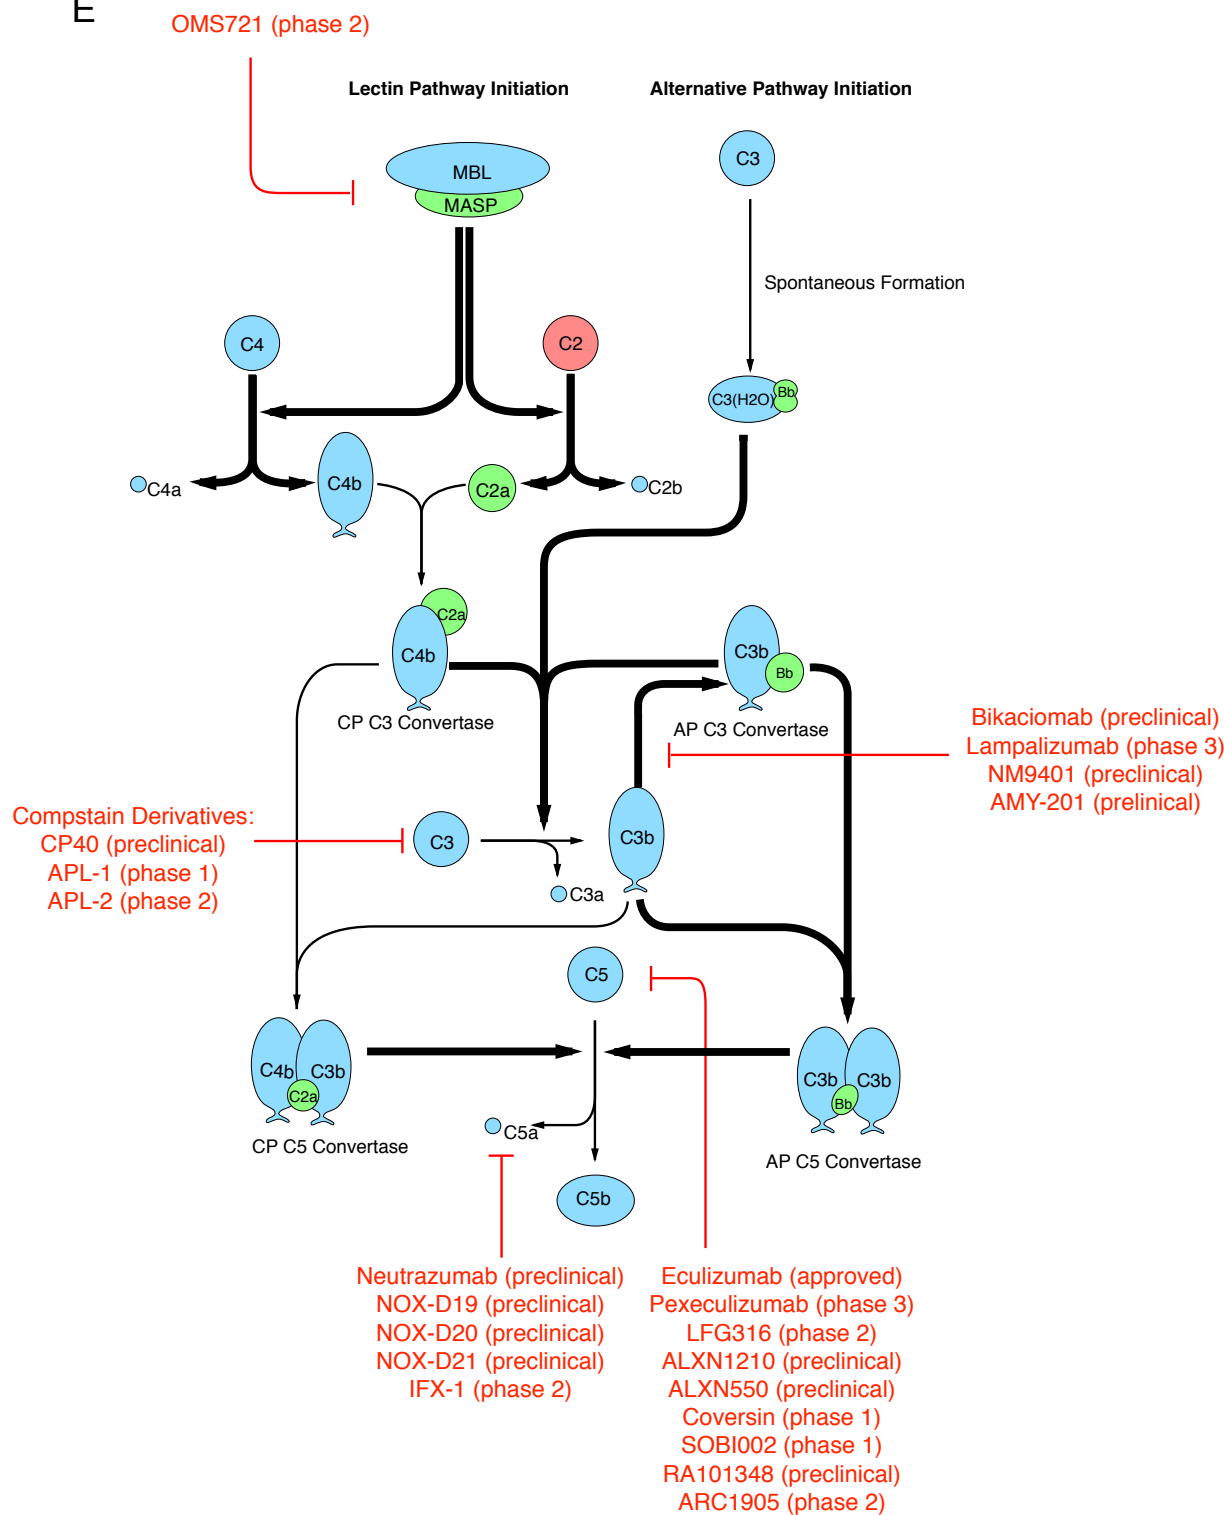 E
OMS721 (phase 2)
Lectin Pathway Initiation
Alternative Pathway Initiation
C3
MBL
MASP
Spontaneous Formation
C4
C2
C3(H2O)
Bb
C4a
C4b
C2a
C2b
C2a
C4b
CP C3 Convertase
C3b
Bb
AP C3 Convertase
Bikaciomab (preclinical)
Lampalizumab (phase 3)
NM9401 (preclinical)
AMY-201 (prelinical)
Compstain Derivatives:
CP40 (preclinical)
APL-1 (phase 1)
APL-2 (phase 2)
C3
C3b
C3a
C5
C4b
C3b
C2a
CP C5 Convertase
C3b
C3b
Bb
AP C5 Convertase
C5a
C5b
Neutrazumab (preclinical)
NOX-D19 (preclinical)
NOX-D20 (preclinical)
NOX-D21 (preclinical)
IFX-1 (phase 2)
Eculizumab (approved)
Pexeculizumab (phase 3)
LFG316 (phase 2)
ALXN1210 (preclinical)
ALXN550 (preclinical)
Coversin (phase 1)
SOBI002 (phase 1)
RA101348 (preclinical)
ARC1905 (phase 2)